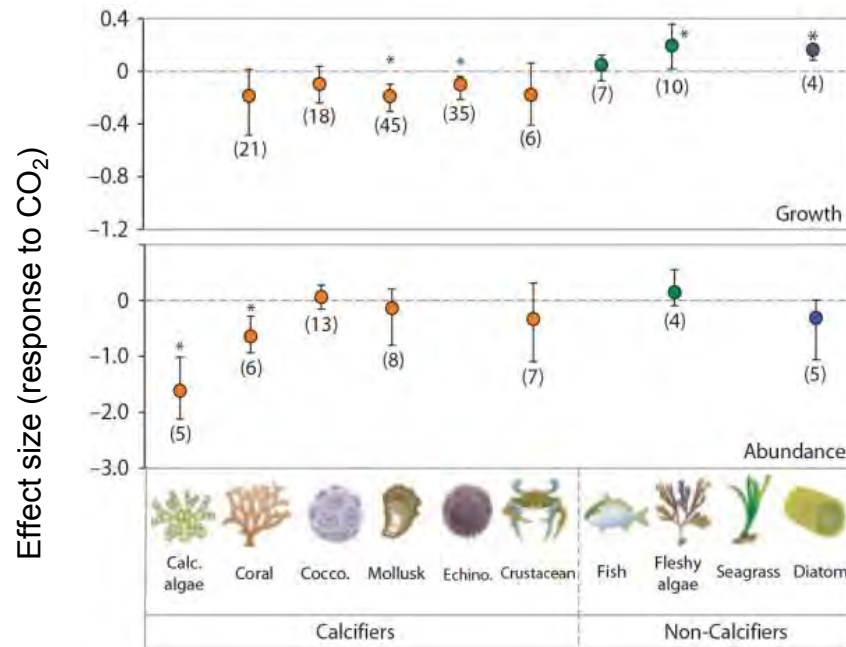 Effect size (response to CO₂)
0.4
0
–0.4
–0.8
–1.2
*
*
*
*
(21)
(18)
(45)
(35)
(6)
(7)
(10)
(4)
Growth
0
–1.0
–2.0
–3.0
*
*
(5)
(6)
(13)
(8)
(7)
(4)
(5)
Abundance
Calc. algae
Coral
Cocco.
Mollusk
Echino.
Crustacean
Fish
Fleshy algae
Seagrass
Diatom
Calcifiers
Non-Calcifiers